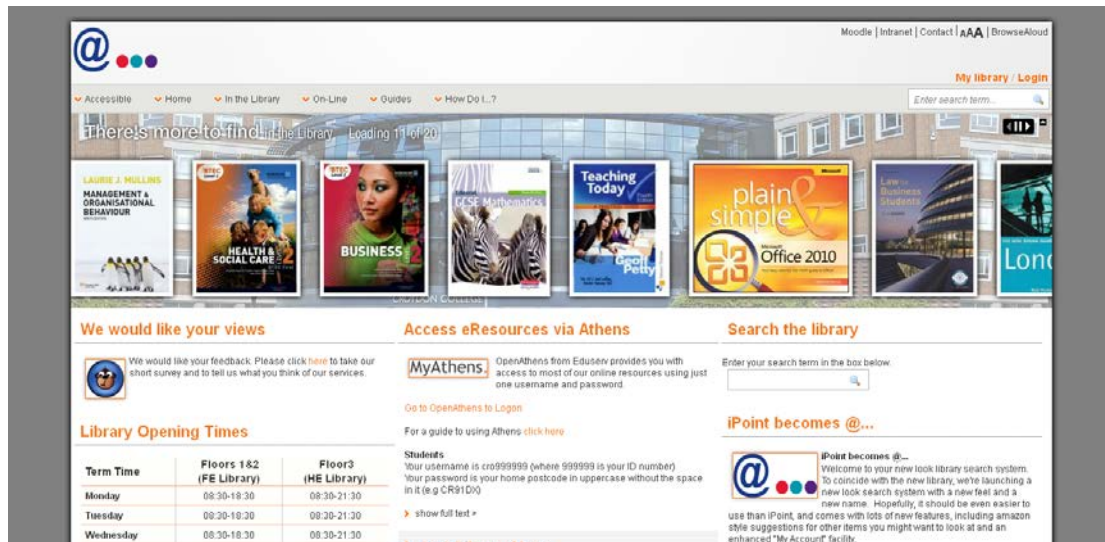 @...
Moodle | Intranet | Contact | AAA | BrowseAloud
My library / Login
Accessible Home In the Library On-Line Guides How Do I...?
Enter search term...
There's more to find in the Library Loading 11 of 20
LAURIE J. MULLINS
MANAGEMENT &
ORGANISATIONAL
BEHAVIOUR
BTEC
HEALTH &
SOCIAL CARE 2
BTEC
BUSINESS 2
GCSE Mathematics
Teaching
Today
Geoff
Petty
Microsoft
plain &
simple
Microsoft
Office 2010
Law for
Business
Students
Lond
CROYDON COLLEGE
We would like your views
We would like your feedback. Please click here to take our
short survey and to tell us what you think of our services.
Library Opening Times
Term Time Floors 1&2 (FE Library) Floor3 (HE Library)
Monday 08:30-18:30 08:30-21:30
Tuesday 08:30-18:30 08:30-21:30
Wednesday 08:30-18:30 08:30-21:30
Access eResources via Athens
MyAthens.
OpenAthens from Eduserv provides you with
access to most of our online resources using just
one username and password.
Go to OpenAthens to Logon
For a guide to using Athens click here
Students
Your username is cro999999 (where 999999 is your ID number)
Your password is your home postcode in uppercase without the space
in it (e.g CR91DX)
show full text »
Search the library
Enter your search term in the box below.
iPoint becomes @...
@...
iPoint becomes @...
Welcome to your new look library search system.
To coincide with the new library, we're launching a
new look search system with a new feel and a
new name. Hopefully, it should be even easier to
use than iPoint, and comes with lots of new features, including amazon
style suggestions for other items you might want to look at and an
enhanced "My Account" facility.